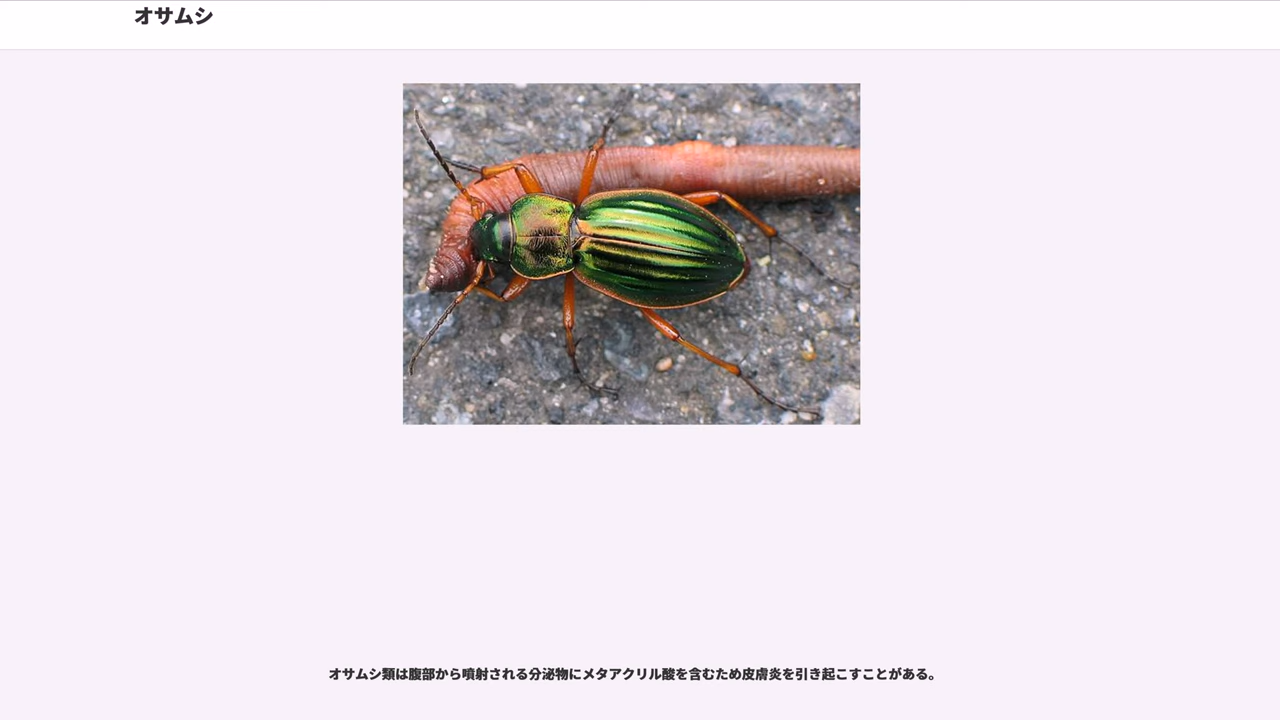 オサムシ
オサムシ類は腹部から噴射される分泌物にメタアクリル酸を含むため皮膚炎を引き起こすことがある。